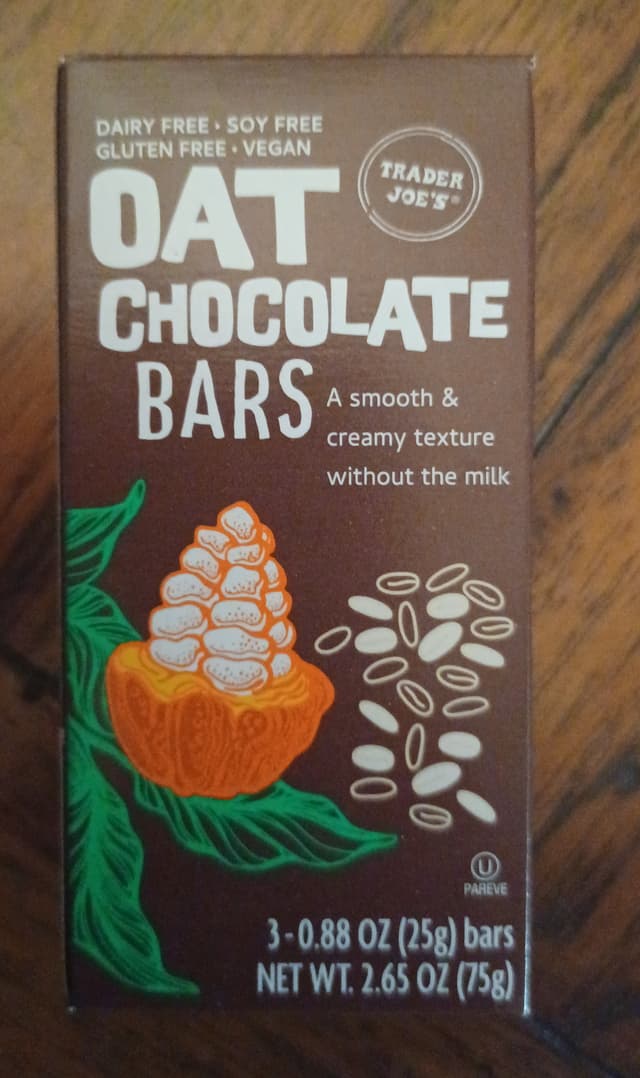 DAIRY FREE • SOY FREE
GLUTEN FREE • VEGAN
TRADER
JOE'S®
OAT
CHOCOLATE
BARS
A smooth &
creamy texture
without the milk
U
PAREVE
3 - 0.88 OZ (25g) bars
NET WT. 2.65 OZ (75g)